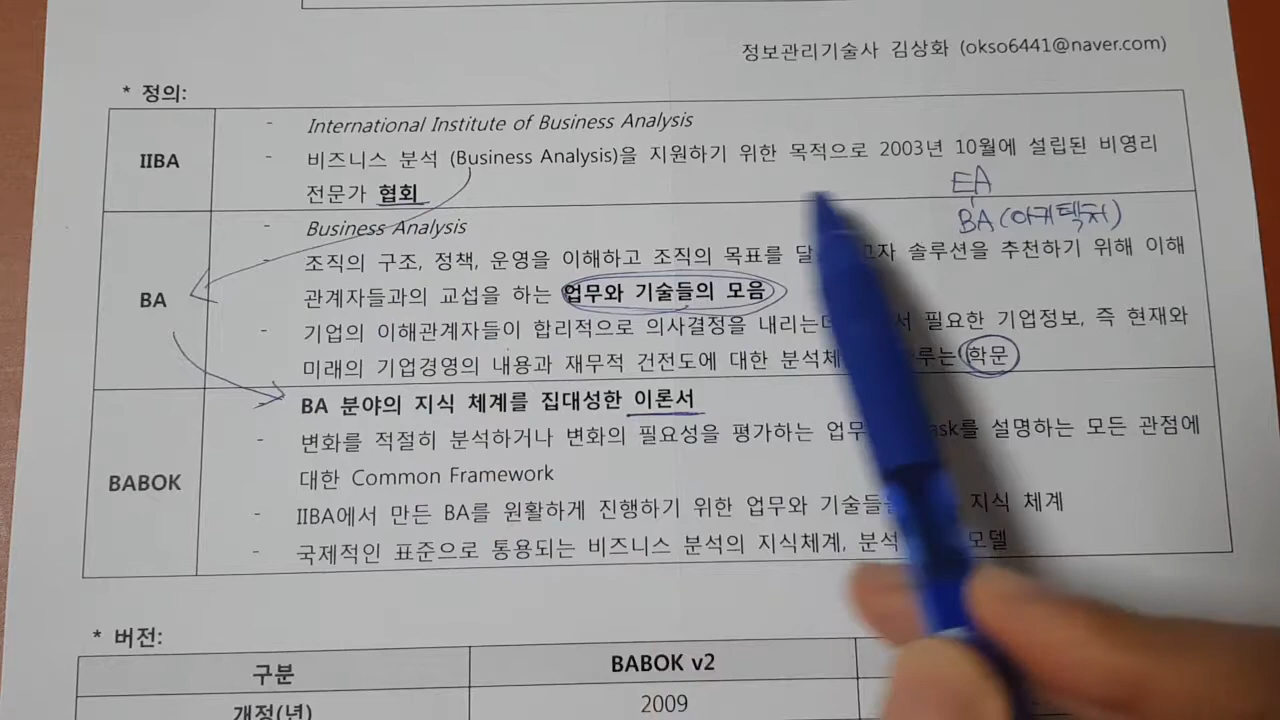 정보관리기술사 김상화 (okso6441@naver.com)
* 정의:
IIBA
- International Institute of Business Analysis
- 비즈니스 분석 (Business Analysis)을 지원하기 위한 목적으로 2003년 10월에 설립된 비영리
전문가 협회
EA
BA(아키텍처)
BA
Business Analysis
- 조직의 구조, 정책, 운영을 이해하고 조직의 목표를 솔루션을 추천하기 위해 이해
관계자들과의 교섭을 하는 업무와 기술들의 모음
- 기업의 이해관계자들이 합리적으로 의사결정을 필요한 기업정보, 즉 현재와
미래의 기업경영의 내용과 재무적 건전도에 대한 학문
BABOK
BA 분야의 지식 체계를 집대성한 이론서
- 변화를 적절히 분석하거나 변화의 필요성을 평가하는 설명하는 모든 관점에
대한 Common Framework
- IIBA에서 만든 BA를 원활하게 진행하기 위한 업무와 지식 체계
- 국제적인 표준으로 통용되는 비즈니스 분석의 지식체계, 분석 모델
* 버전:
구분 BABOK v2
개정(년) 2009